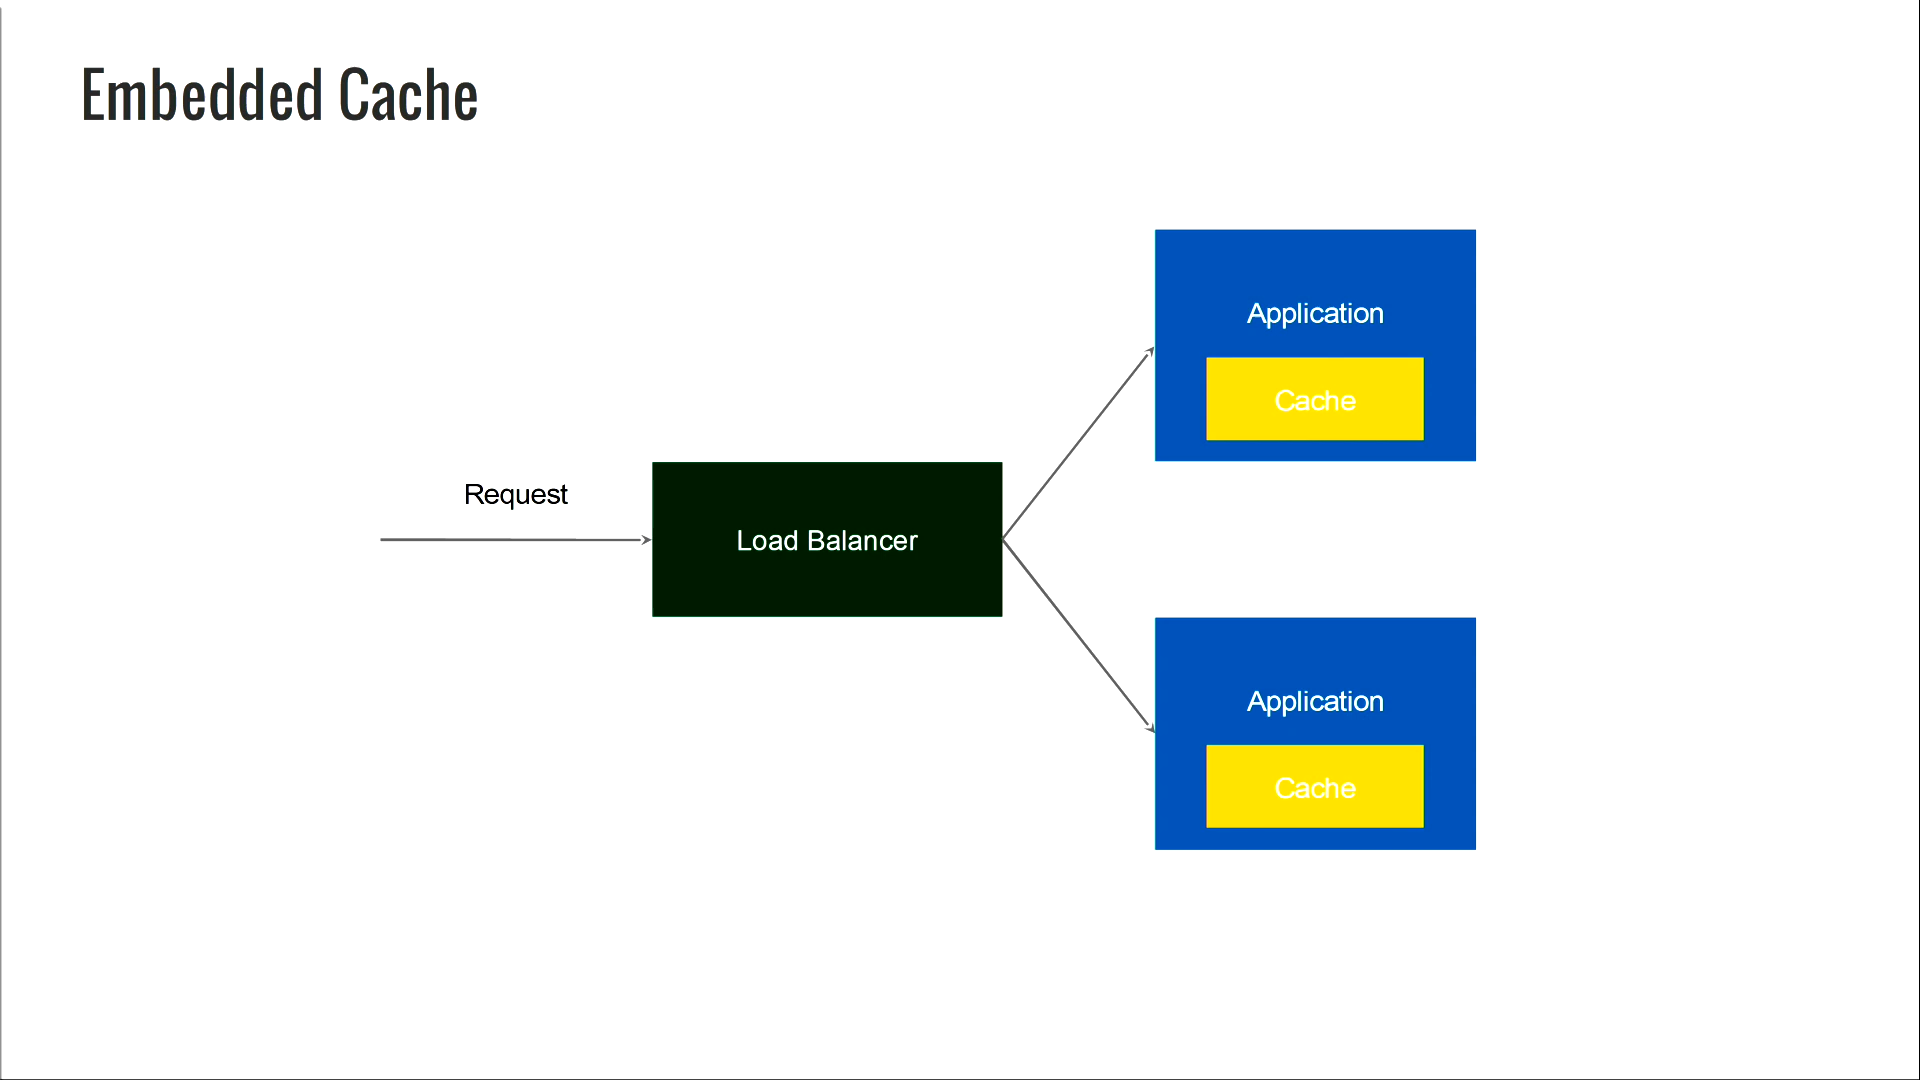 Embedded Cache
Application
Cache
Request
Load Balancer
Application
Cache